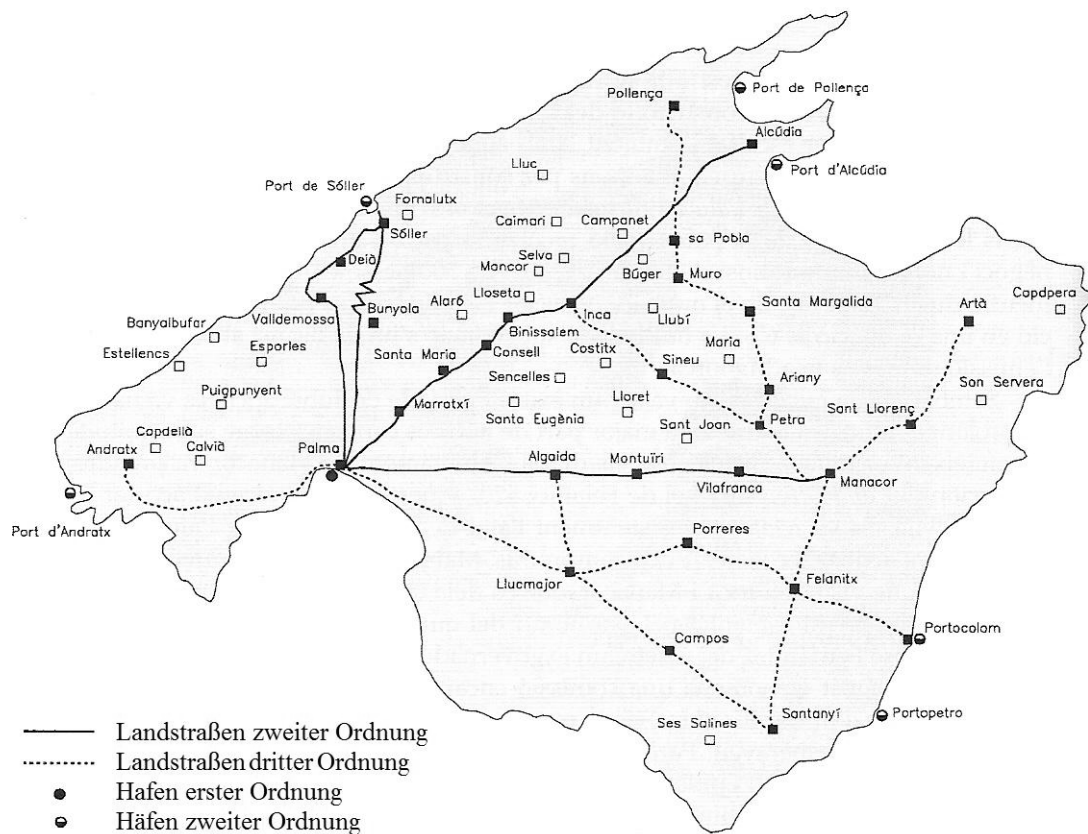 Pollença
Port de Pollença
Alcúdia
Port d'Alcúdia
Lluc
Port de Sóller
Fornalutx
Sóller
Caimari
Campanet
sa Pobla
Deià
Selva
Mancor
Búger
Muro
Alaró
Lloseta
Valldemossa
Bunyola
Binissalem
Inca
Llubí
Santa Margalida
Artà
Capdpera
Banyalbufar
Estellencs
Esporles
Santa Maria
Consell
Costitx
Sineu
Maria
Sencelles
Ariany
Son Servera
Puigpunyent
Marratxí
Santa Eugènia
Lloret
Petra
Sant Llorenç
Sant Joan
Andratx
Capdellà
Calvià
Palma
Algaida
Montuïri
Vilafranca
Manacor
Port d'Andratx
Porreres
Llucmajor
Felanitx
Campos
Portocolom
Ses Salines
Santanyí
Portopetro
Landstraßen zweiter Ordnung
Landstraßen dritter Ordnung
Hafen erster Ordnung
Häfen zweiter Ordnung